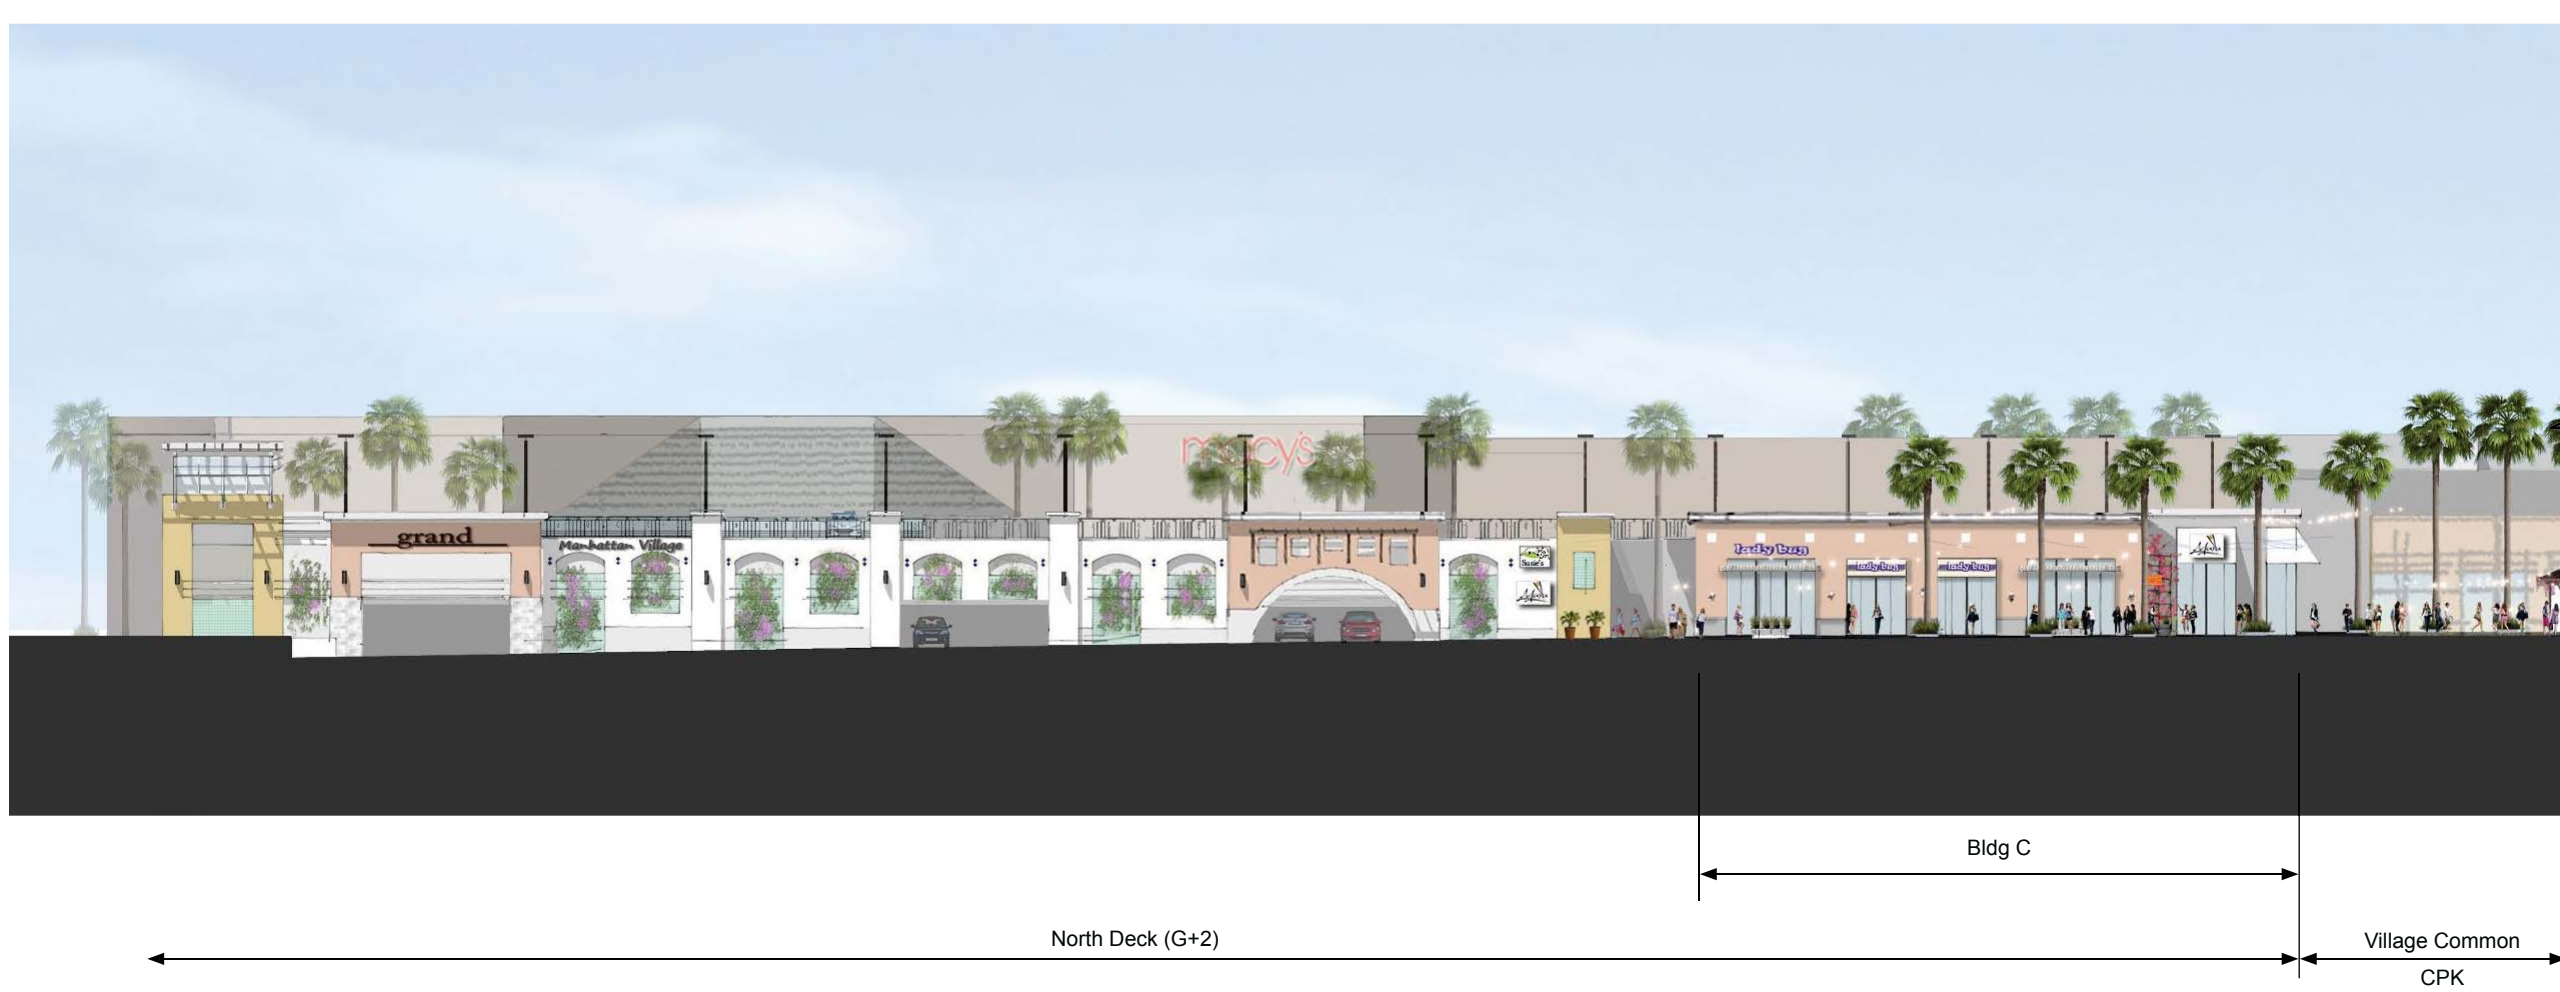 macy's
grand
Manhattan Village
Susie's
lady bug
lady bug
lady bug
Bldg C
North Deck (G+2)
Village Common
CPK